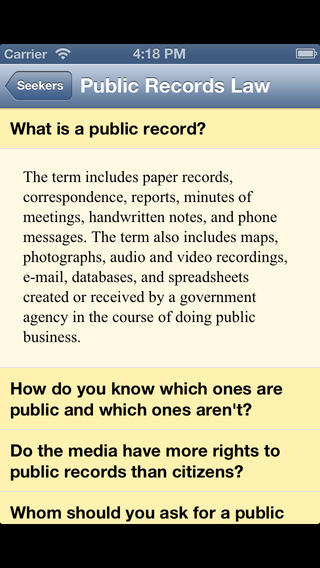 Carrier 4:18 PM
Seekers Public Records Law
What is a public record?
The term includes paper records,
correspondence, reports, minutes of
meetings, handwritten notes, and phone
messages. The term also includes maps,
photographs, audio and video recordings,
e-mail, databases, and spreadsheets
created or received by a government
agency in the course of doing public
business.
How do you know which ones are
public and which ones aren't?
Do the media have more rights to
public records than citizens?
Whom should you ask for a public